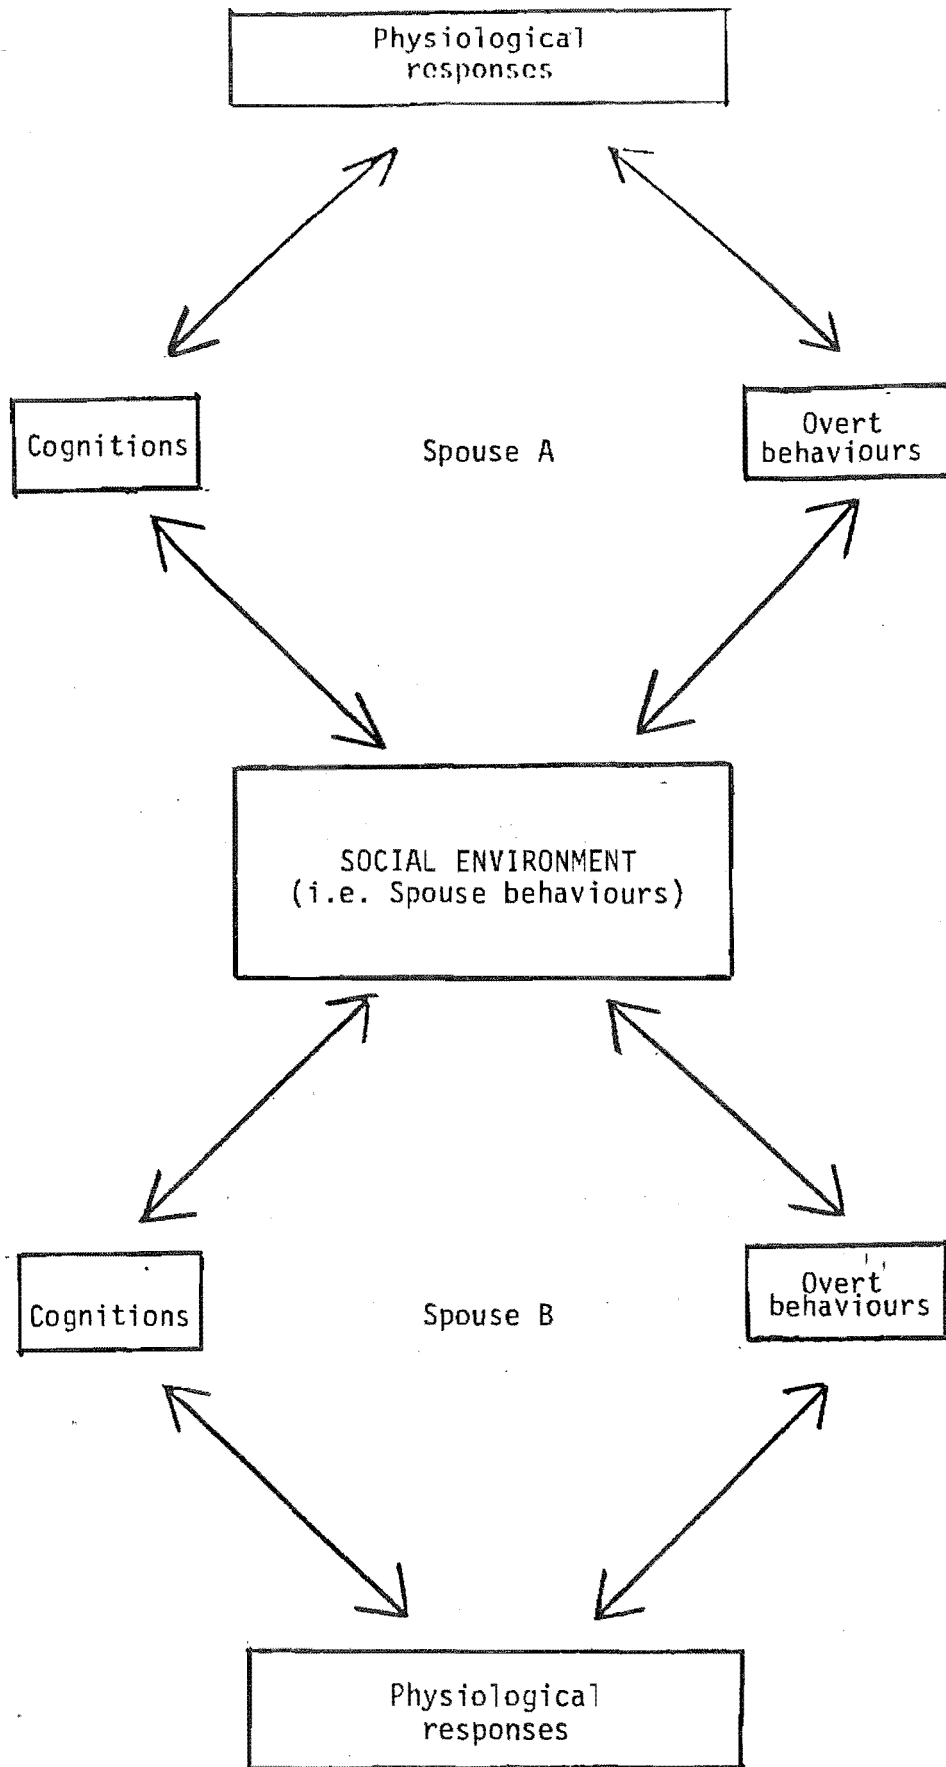 Physiological
responses
Cognitions
Spouse A
Overt
behaviours
SOCIAL ENVIRONMENT
(i.e. Spouse behaviours)
Cognitions
Spouse B
Overt
behaviours
Physiological
responses